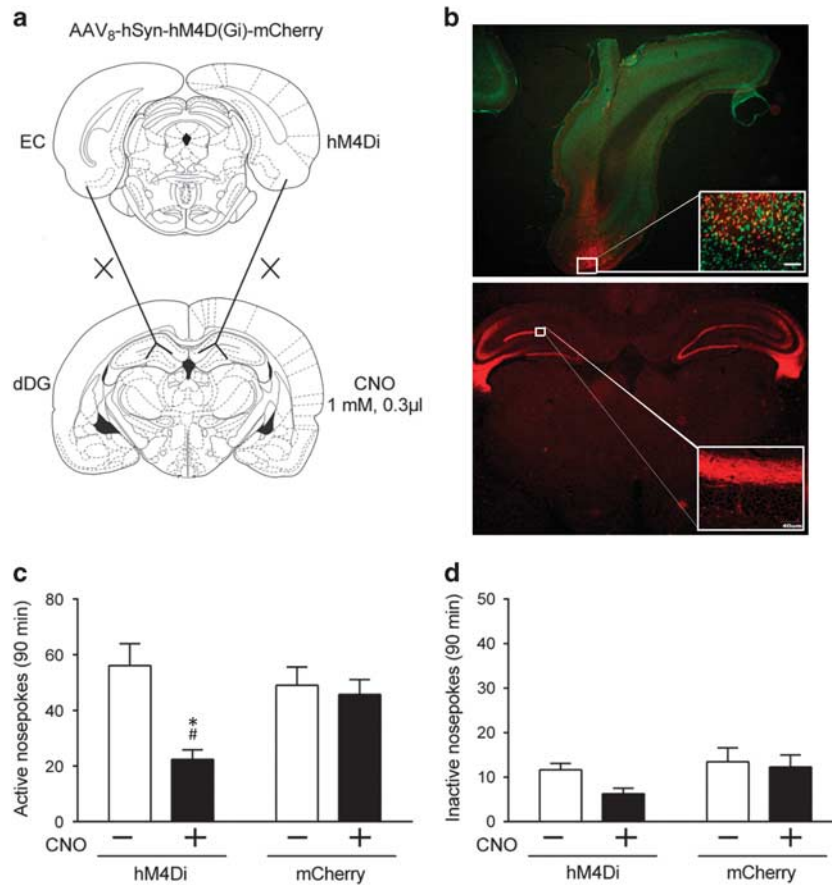 a
AAV8-hSyn-hM4D(Gi)-mCherry
EC
hM4Di
dDG
CNO
1 mM, 0.3µl
b
40µm
c
Active nosepokes (90 min)
80
60
40
20
0
*
#
CNO
− + − +
hM4Di mCherry
d
Inactive nosepokes (90 min)
50
40
30
20
10
0
CNO
− + − +
hM4Di mCherry